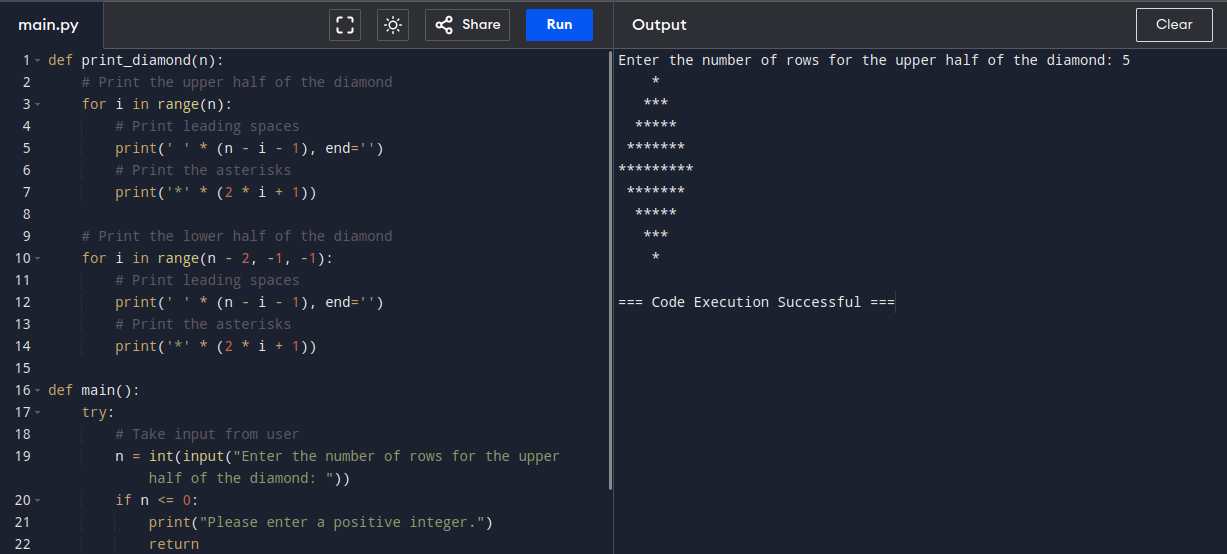 main.py
Share
Run
Output
Clear
1 def print_diamond(n):
2     # Print the upper half of the diamond
3     for i in range(n):
4         # Print leading spaces
5         print(' ' * (n - i - 1), end='')
6         # Print the asterisks
7         print('*' * (2 * i + 1))
8
9     # Print the lower half of the diamond
10     for i in range(n - 2, -1, -1):
11         # Print leading spaces
12         print(' ' * (n - i - 1), end='')
13         # Print the asterisks
14         print('*' * (2 * i + 1))
15
16 def main():
17     try:
18         # Take input from user
19         n = int(input("Enter the number of rows for the upper
            half of the diamond: "))
20         if n <= 0:
21             print("Please enter a positive integer.")
22             return
Enter the number of rows for the upper half of the diamond: 5
    *
   ***
  *****
 *******
*********
 *******
  *****
   ***
    *
=== Code Execution Successful ===